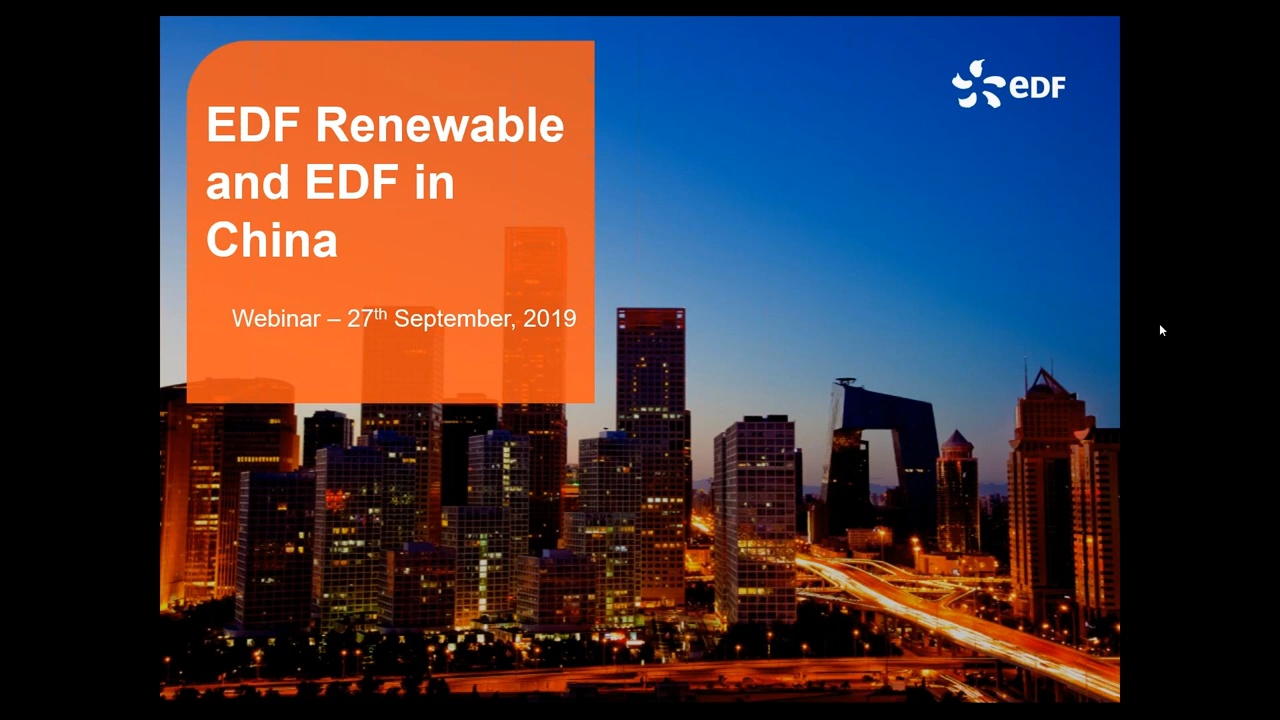 EDF Renewable
and EDF in
China
Webinar – 27th September, 2019
eDF